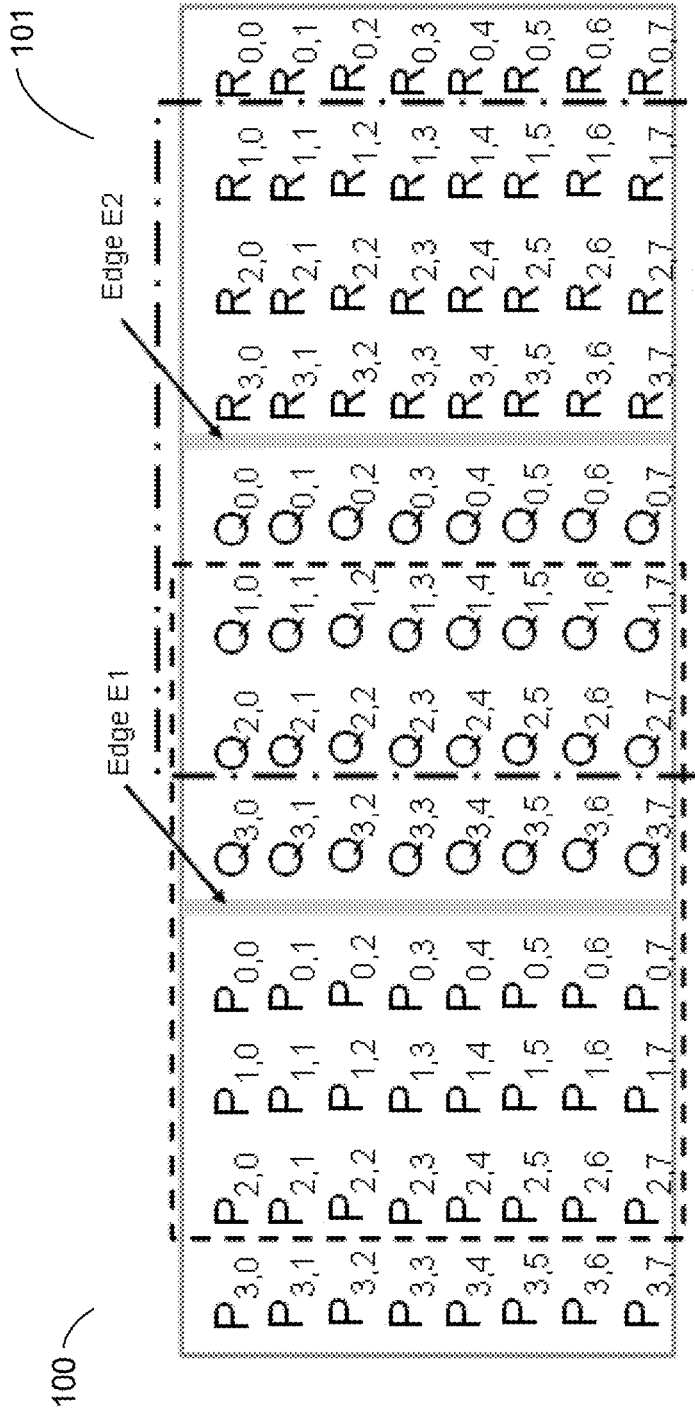 100 101
Edge E1 Edge E2
P3,0 P2,0 P1,0 P0,0 Q3,0 Q2,0 Q1,0 Q0,0 R3,0 R2,0 R1,0 R0,0
P3,1 P2,1 P1,1 P0,1 Q3,1 Q2,1 Q1,1 Q0,1 R3,1 R2,1 R1,1 R0,1
P3,2 P2,2 P1,2 P0,2 Q3,2 Q2,2 Q1,2 Q0,2 R3,2 R2,2 R1,2 R0,2
P3,3 P2,3 P1,3 P0,3 Q3,3 Q2,3 Q1,3 Q0,3 R3,3 R2,3 R1,3 R0,3
P3,4 P2,4 P1,4 P0,4 Q3,4 Q2,4 Q1,4 Q0,4 R3,4 R2,4 R1,4 R0,4
P3,5 P2,5 P1,5 P0,5 Q3,5 Q2,5 Q1,5 Q0,5 R3,5 R2,5 R1,5 R0,5
P3,6 P2,6 P1,6 P0,6 Q3,6 Q2,6 Q1,6 Q0,6 R3,6 R2,6 R1,6 R0,6
P3,7 P2,7 P1,7 P0,7 Q3,7 Q2,7 Q1,7 Q0,7 R3,7 R2,7 R1,7 R0,7